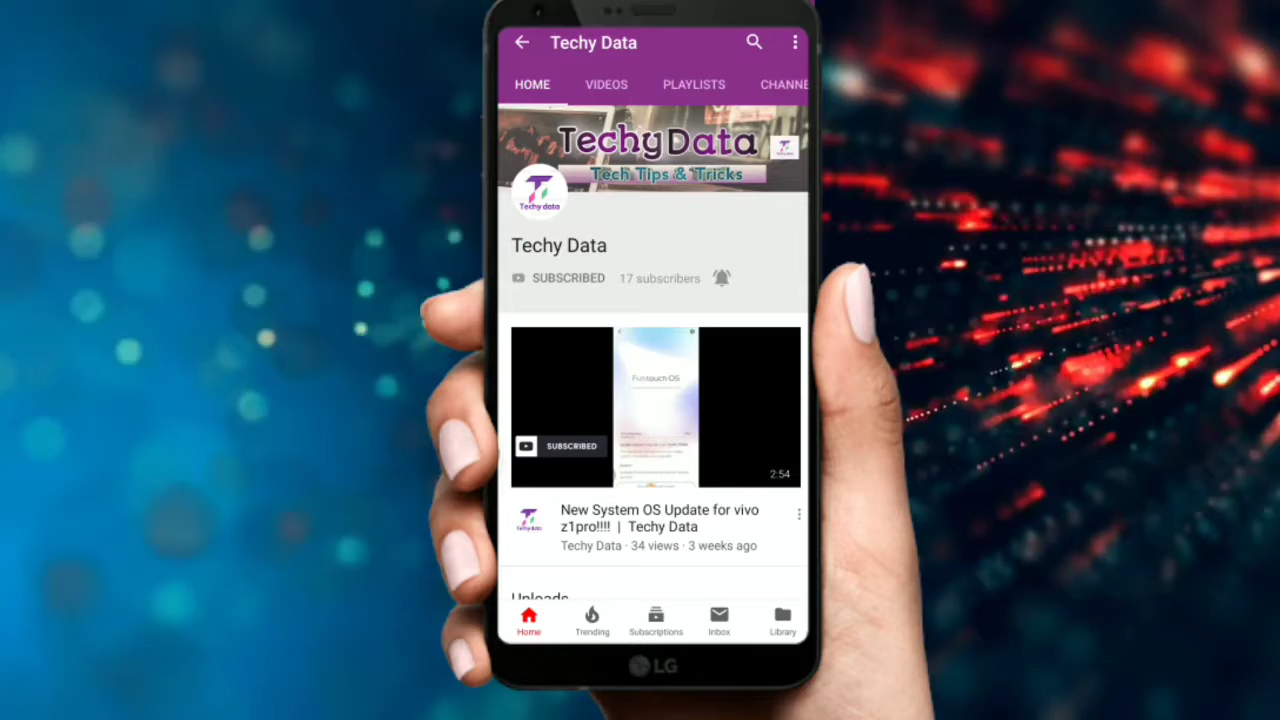 Techy Data
HOME VIDEOS PLAYLISTS CHANNE
TechyData
Tech Tips & Tricks
Techy data
Techy Data
SUBSCRIBED 17 subscribers
Funtouch OS
SUBSCRIBED
2:54
New System OS Update for vivo
z1pro!!!! | Techy Data
Techy Data · 34 views · 3 weeks ago
Uploads
Home Trending Subscriptions Inbox Library
LG